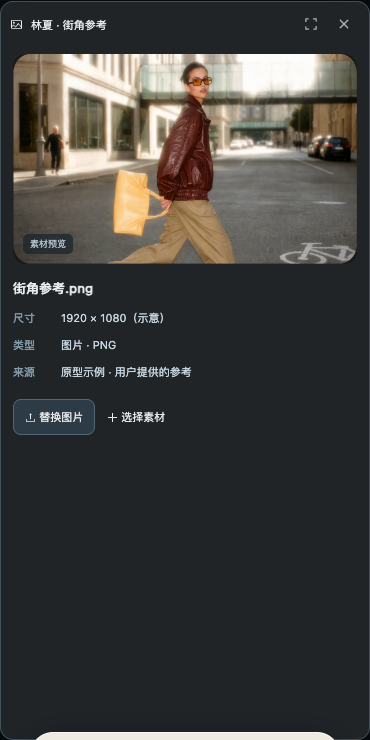 林夏 · 街角参考
素材预览
街角参考.png
尺寸 1920 × 1080（示意）
类型 图片 · PNG
来源 原型示例 · 用户提供的参考
替换图片 + 选择素材